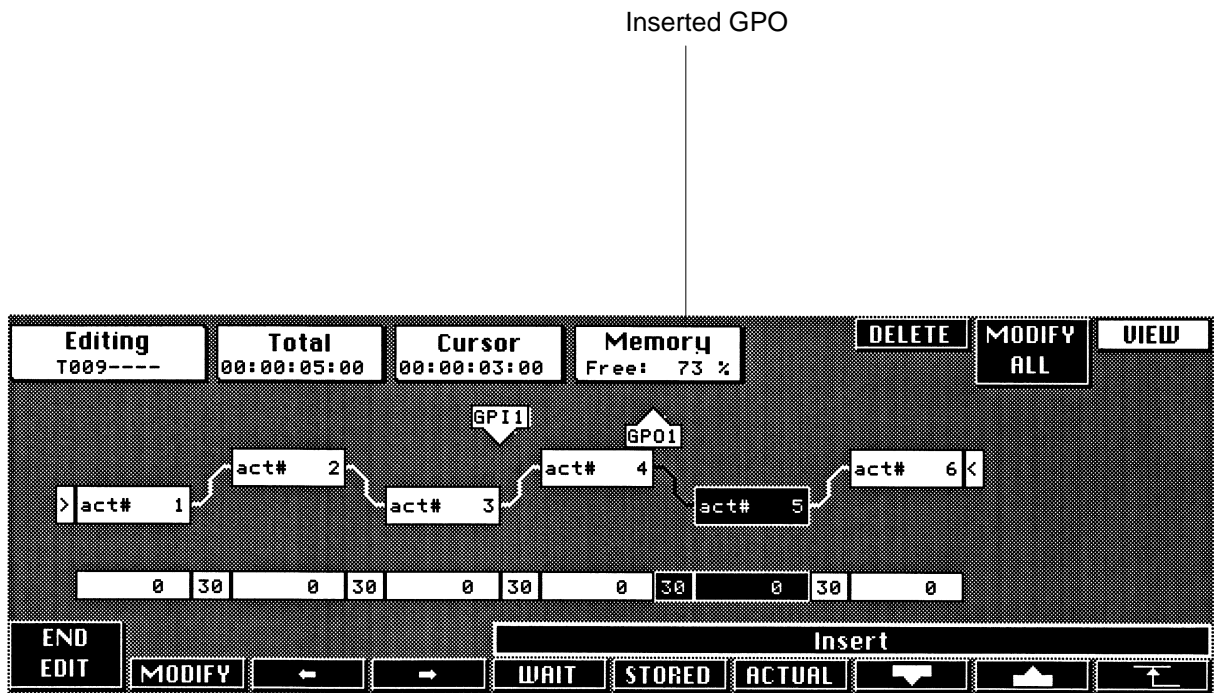 Inserted GPO
Editing
T009----
Total
00:00:05:00
Cursor
00:00:03:00
Memory
Free: 73 %
DELETE
MODIFY
ALL
VIEW
GPI1
GPO1
act# 2
act# 4
act# 6 <
> act# 1
act# 3
act# 5
0 30 0 30 0 30 0 30 0 30 0
END
EDIT
Insert
MODIFY
WAIT
STORED
ACTUAL